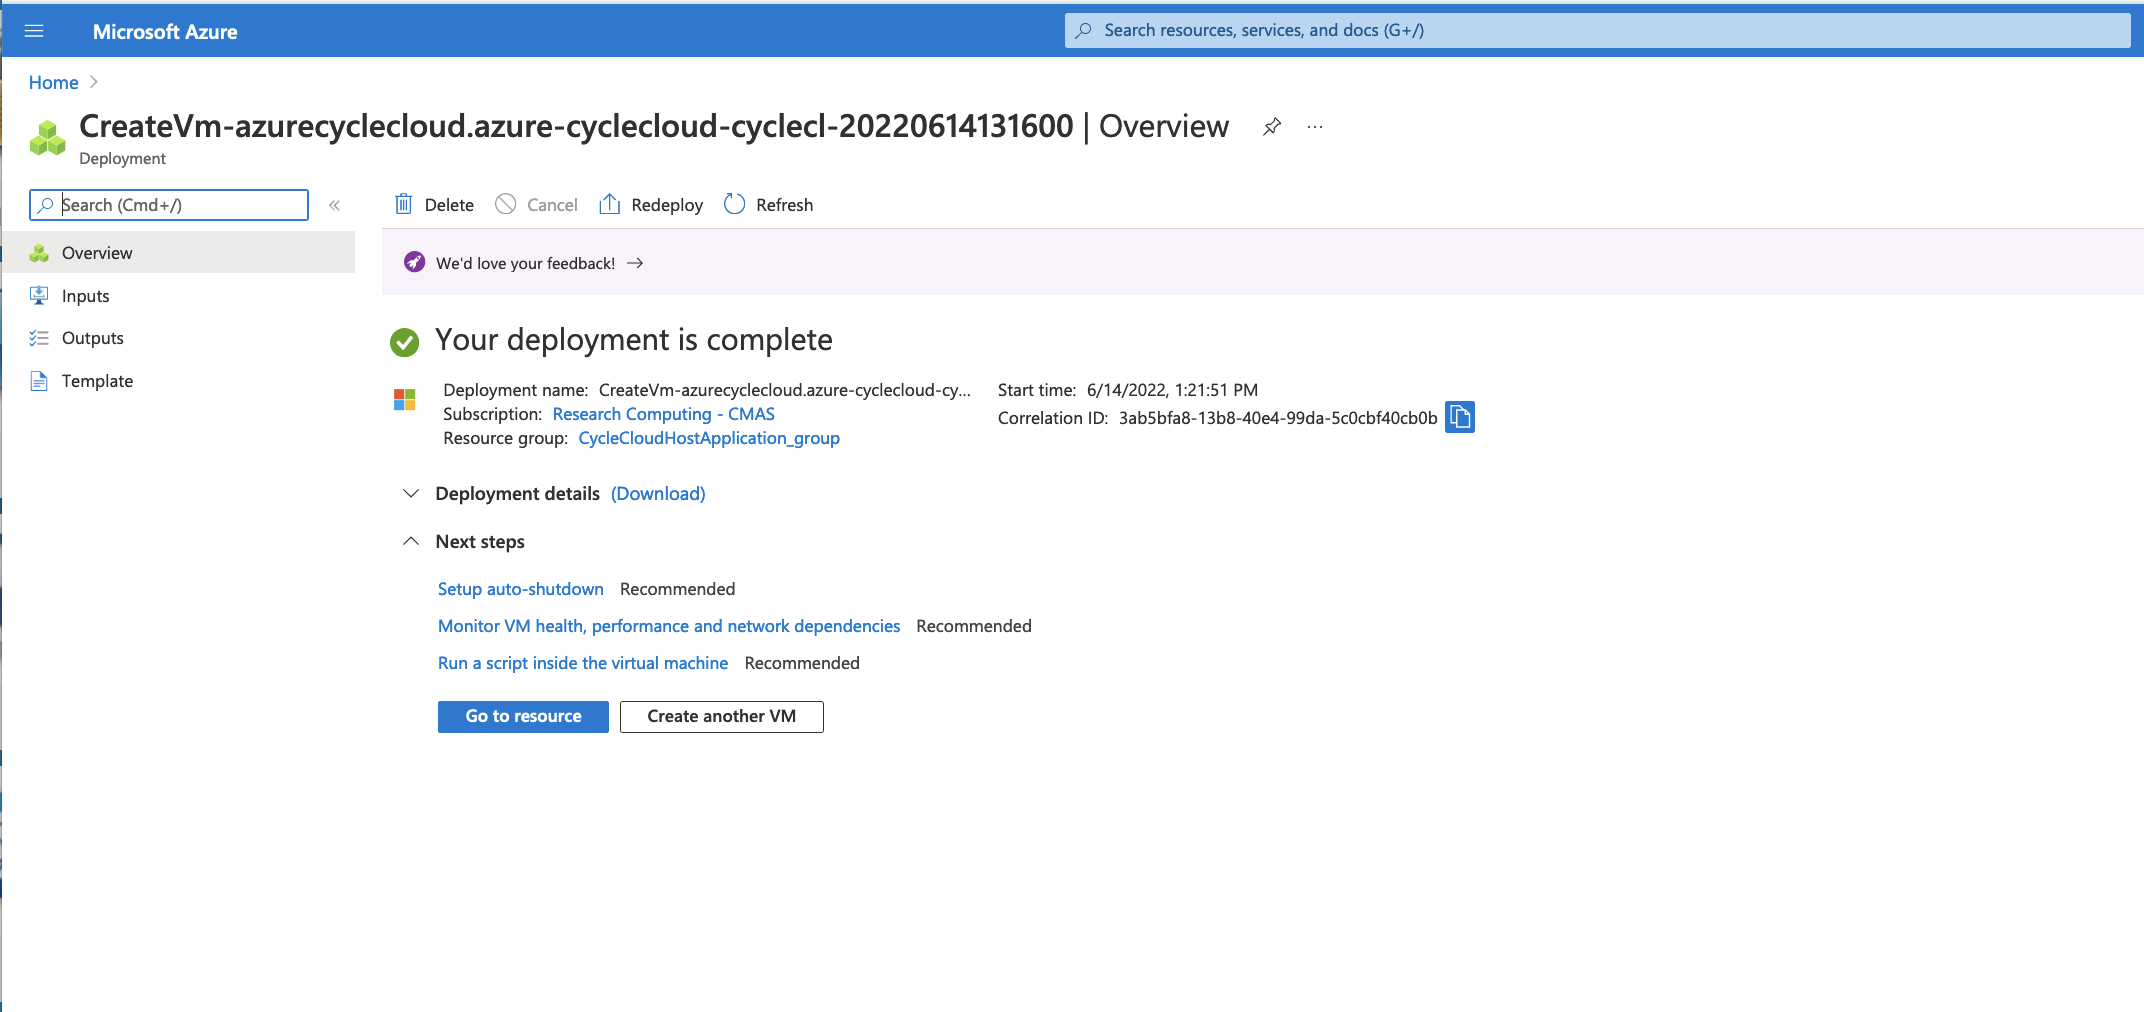 Microsoft Azure
Search resources, services, and docs (G+/)
Home
CreateVm-azurecyclecloud.azure-cyclecloud-cyclecl-20220614131600 | Overview
Deployment
Search (Cmd+/)
Delete
Cancel
Redeploy
Refresh
Overview
Inputs
Outputs
Template
We'd love your feedback! →
Your deployment is complete
Deployment name: CreateVm-azurecyclecloud.azure-cyclecloud-cy...
Subscription: Research Computing - CMAS
Resource group: CycleCloudHostApplication_group
Start time: 6/14/2022, 1:21:51 PM
Correlation ID: 3ab5bfa8-13b8-40e4-99da-5c0cbf40cb0b
Deployment details (Download)
Next steps
Setup auto-shutdown Recommended
Monitor VM health, performance and network dependencies Recommended
Run a script inside the virtual machine Recommended
Go to resource
Create another VM